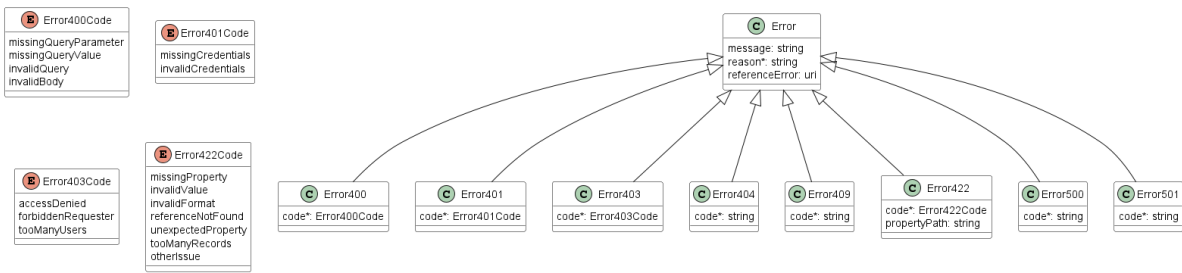 E Error400Code
missingQueryParameter
missingQueryValue
invalidQuery
invalidBody
E Error401Code
missingCredentials
invalidCredentials
C Error
message: string
reason*: string
referenceError: uri
E Error403Code
accessDenied
forbiddenRequester
tooManyUsers
E Error422Code
missingProperty
invalidValue
invalidFormat
referenceNotFound
unexpectedProperty
tooManyRecords
otherIssue
C Error400
code*: Error400Code
C Error401
code*: Error401Code
C Error403
code*: Error403Code
C Error404
code*: string
C Error409
code*: string
C Error422
code*: Error422Code
propertyPath: string
C Error500
code*: string
C Error501
code*: string